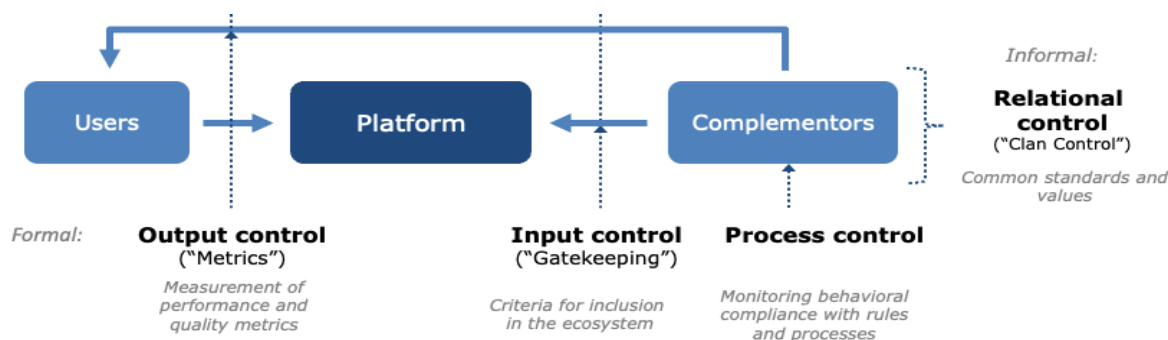 Informal:
Users
Platform
Complementors
Relational
control
("Clan Control")
Common standards and
values
Formal:
Output control
("Metrics")
Measurement of
performance and
quality metrics
Input control
("Gatekeeping")
Criteria for inclusion
in the ecosystem
Process control
Monitoring behavioral
compliance with rules
and processes